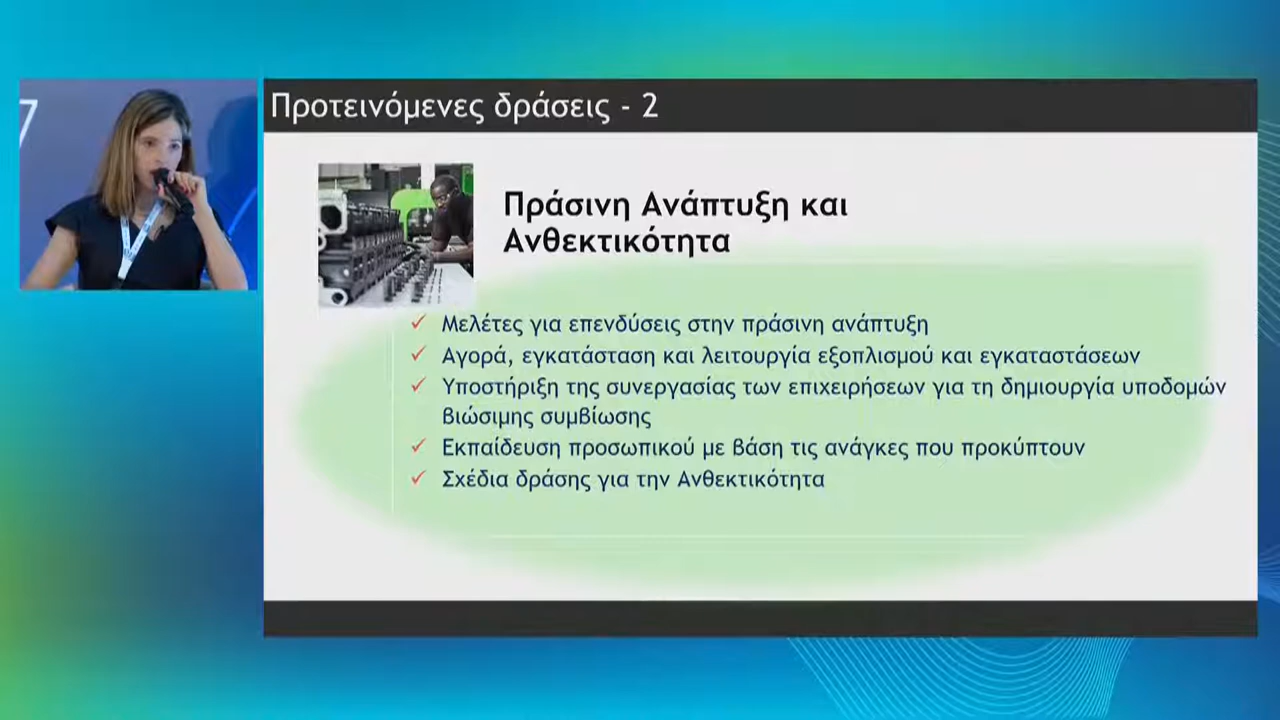 Προτεινόμενες δράσεις - 2
7
Πράσινη Ανάπτυξη και
Ανθεκτικότητα
✓ Μελέτες για επενδύσεις στην πράσινη ανάπτυξη
✓ Αγορά, εγκατάσταση και λειτουργία εξοπλισμού και εγκαταστάσεων
✓ Υποστήριξη της συνεργασίας των επιχειρήσεων για τη δημιουργία υποδομών
βιώσιμης συμβίωσης
✓ Εκπαίδευση προσωπικού με βάση τις ανάγκες που προκύπτουν
✓ Σχέδια δράσης για την Ανθεκτικότητα